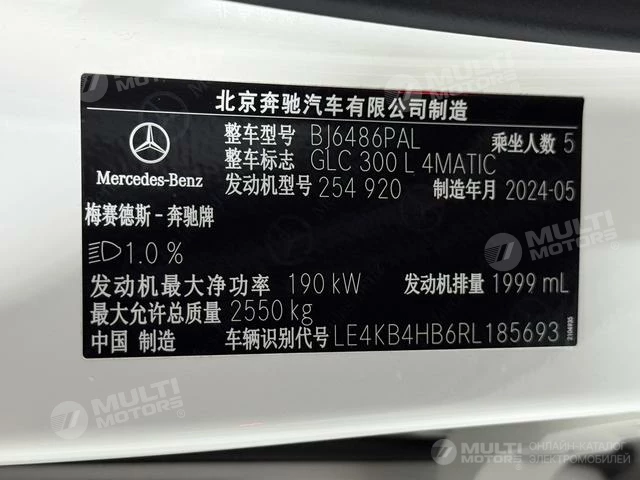 北京奔驰汽车有限公司制造
整车型号 BJ6486PAL 乘坐人数 5
整车标志 GLC 300 L 4MATIC
发动机型号 254 920 制造年月 2024-05
Mercedes-Benz
梅赛德斯-奔驰牌
1.0 %
发动机最大净功率 190 kW 发动机排量 1999 mL
最大允许总质量 2550 kg
中国 制造 车辆识别代号 LE4KB4HB6RL185693
2104935
MULTI MOTORS
MULTI MOTORS®
MULTI MOTORS
ОНЛАЙН-КАТАЛОГ
ЭЛЕКТРОМОБИЛЕЙ